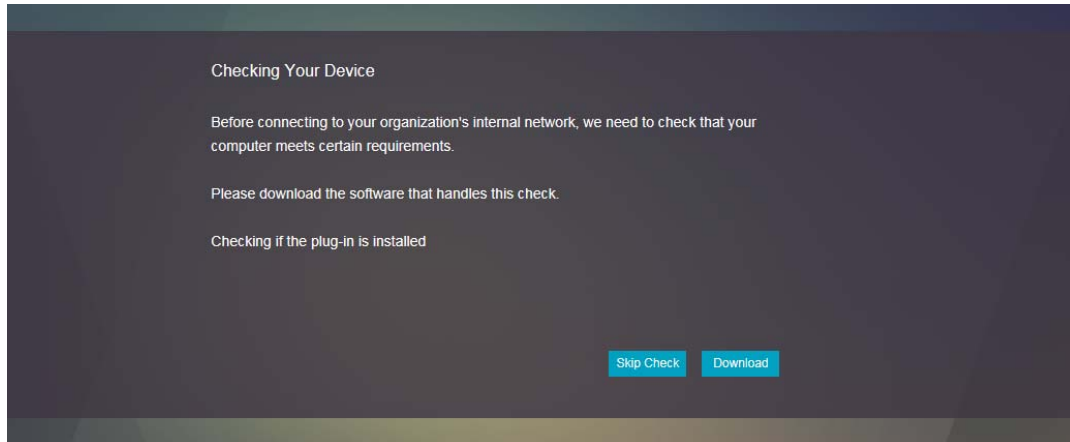 Checking Your Device
Before connecting to your organization's internal network, we need to check that your
computer meets certain requirements.
Please download the software that handles this check.
Checking if the plug-in is installed
Skip Check Download